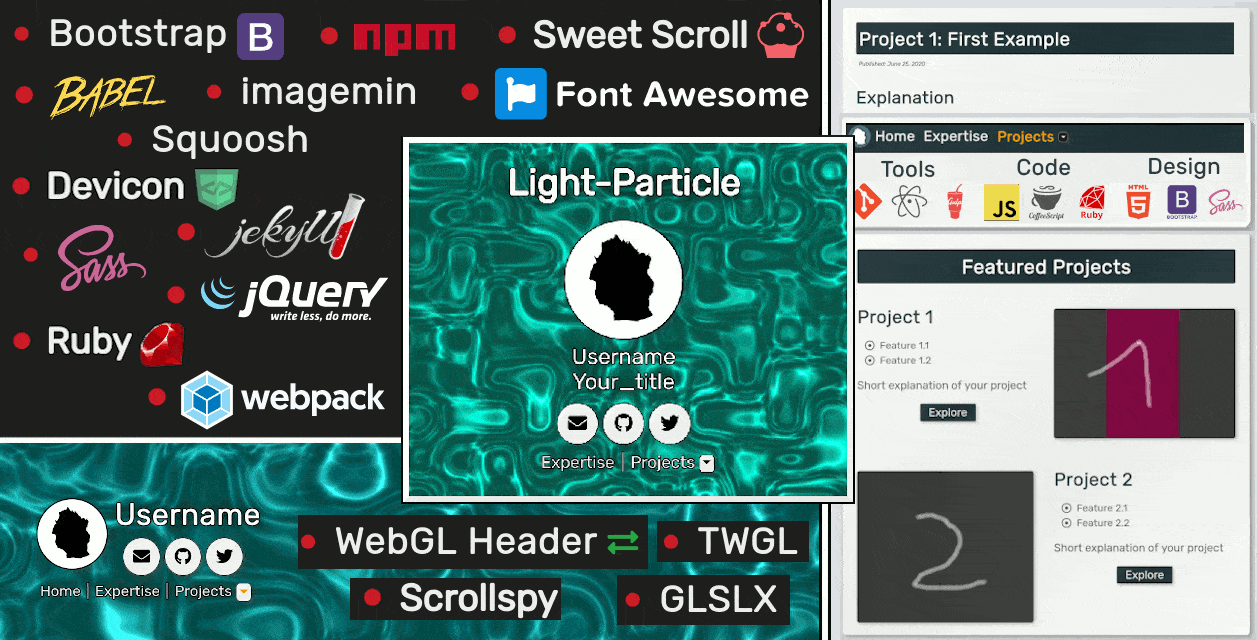 Bootstrap B
npm
Sweet Scroll
BABEL
imagemin
Font Awesome
Squoosh
Devicon
jekyll
Sass
jQuery
write less, do more.
Ruby
webpack
Light-Particle
Username
Your_title
Expertise | Projects
Username
Home | Expertise | Projects
WebGL Header
TWGL
Scrollspy
GLSLX
Project 1: First Example
Published: June 25, 2020
Explanation
Home Expertise Projects
Tools Code Design
Gulp JS CoffeeScript Ruby HTML 5 B BOOTSTRAP Sass
Featured Projects
Project 1
Feature 1.1
Feature 1.2
Short explanation of your project
Explore
1
2
Project 2
Feature 2.1
Feature 2.2
Short explanation of your project
Explore